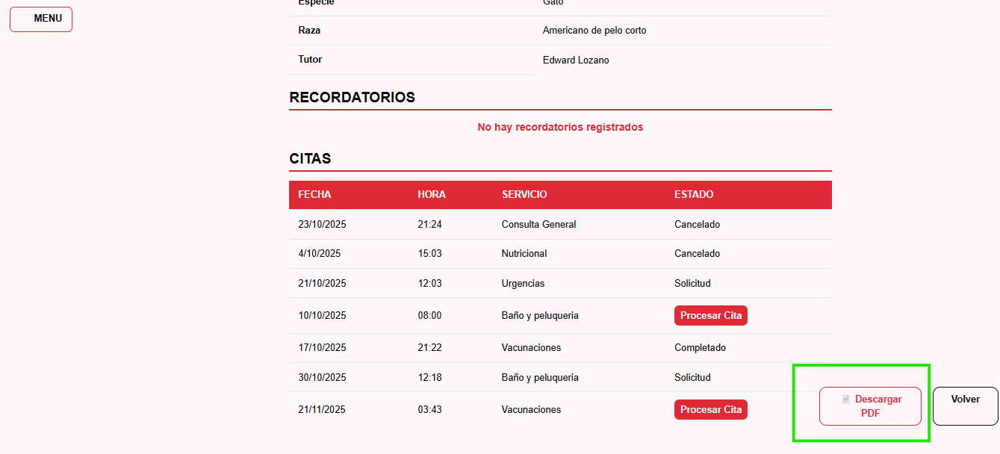 MENU
Especie Gato
Raza Americano de pelo corto
Tutor Edward Lozano
RECORDATORIOS
No hay recordatorios registrados
CITAS
FECHA HORA SERVICIO ESTADO
23/10/2025 21:24 Consulta General Cancelado
4/10/2025 15:03 Nutricional Cancelado
21/10/2025 12:03 Urgencias Solicitud
10/10/2025 08:00 Baño y peluqueria Procesar Cita
17/10/2025 21:22 Vacunaciones Completado
30/10/2025 12:18 Baño y peluqueria Solicitud
21/11/2025 03:43 Vacunaciones Procesar Cita
Descargar
PDF
Volver